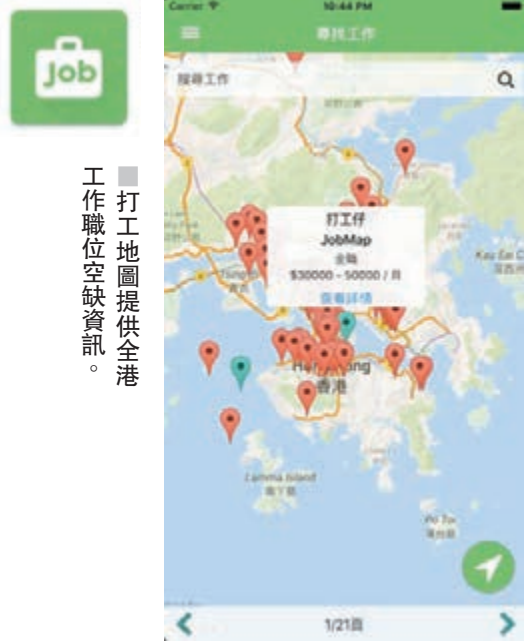 Job
■打工地圖提供全港
工作職位空缺資訊。
Carrier
10:44 PM
尋找工作
搜尋工作
打工仔
JobMap
全職
$30000 - 50000 / 月
查看詳情
香港
Lamma Island
南丫島
Po Toi
1/21頁